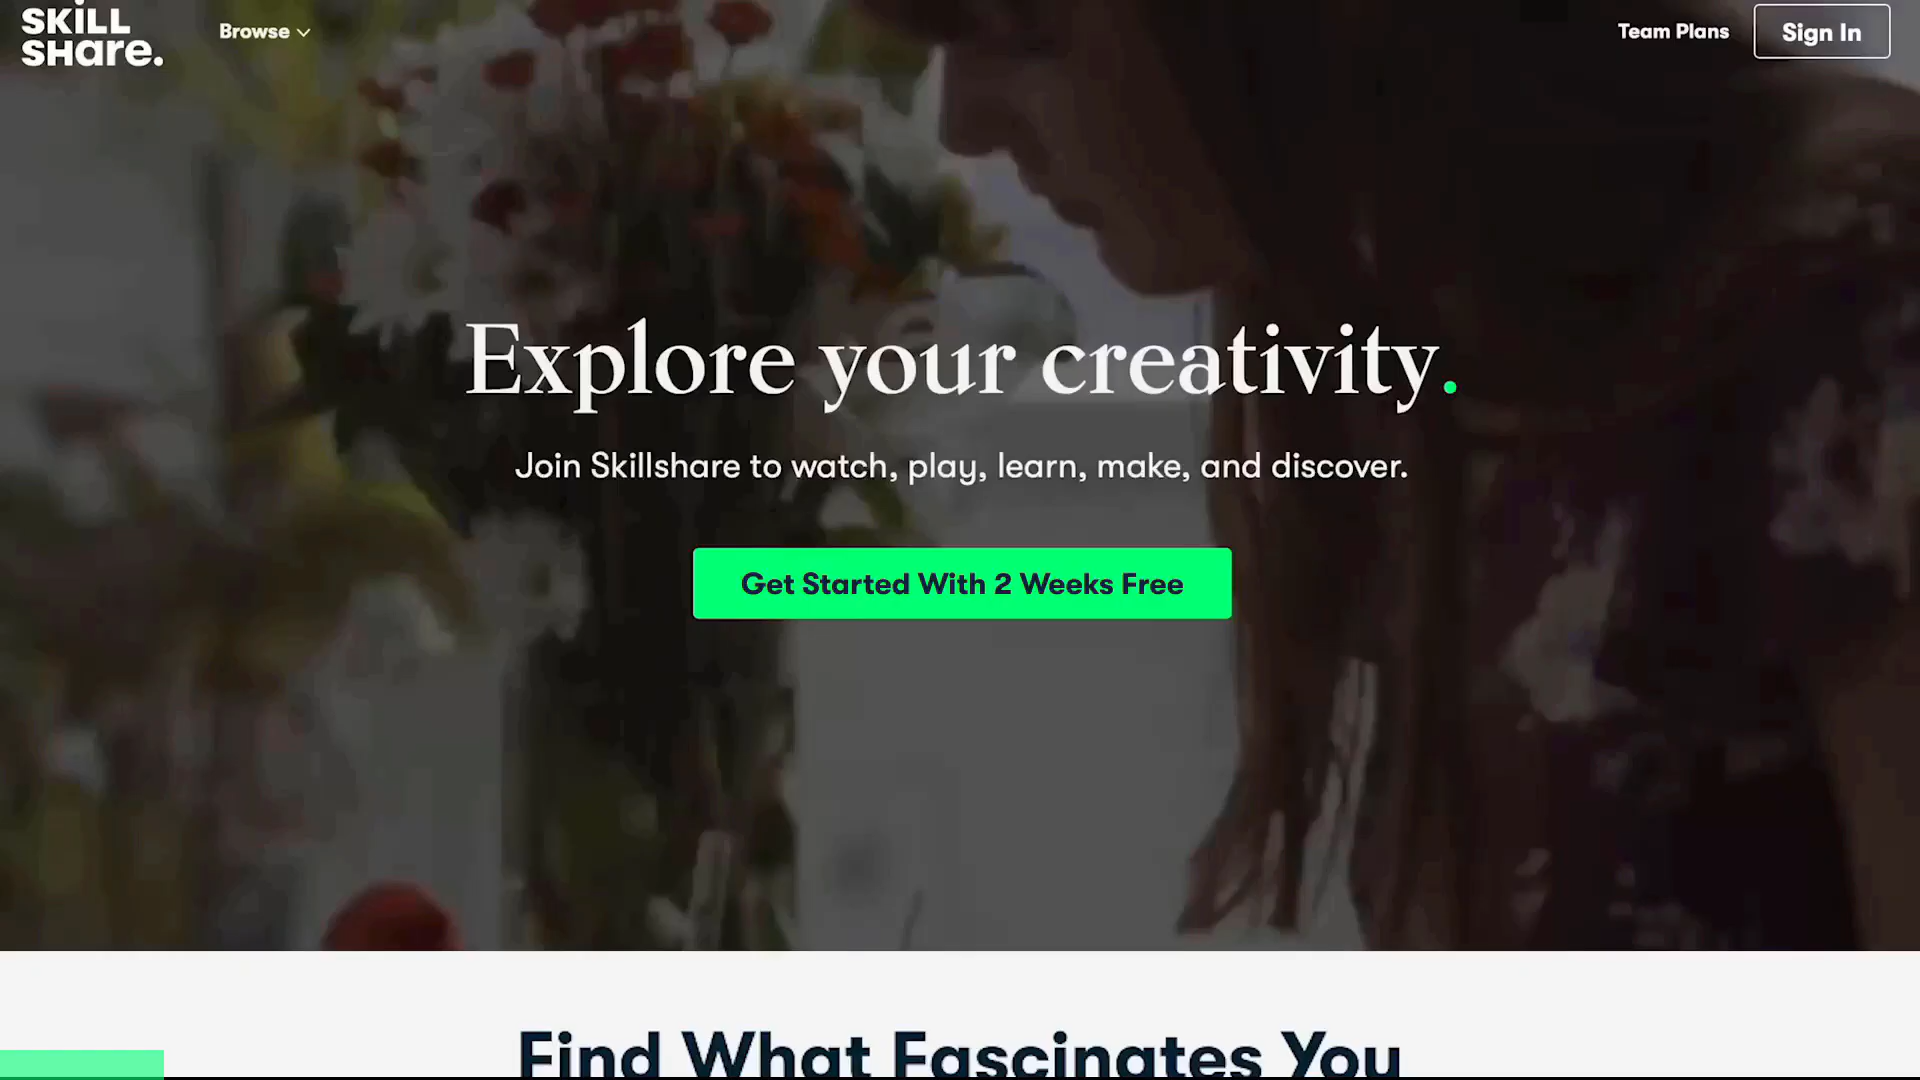 SKILL
SHare.
Browse
Team Plans
Sign In
Explore your creativity.
Join Skillshare to watch, play, learn, make, and discover.
Get Started With 2 Weeks Free
Find What Fascinates You